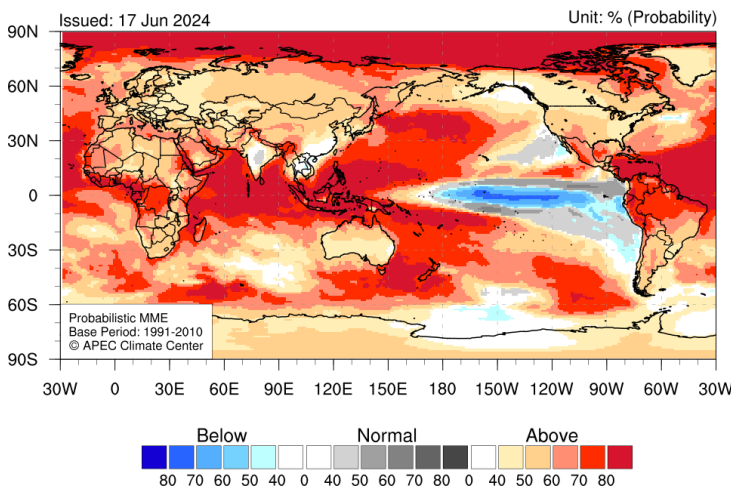 Issued: 17 Jun 2024 Unit: % (Probability)
90N
60N
30N
0
30S
60S
90S
Probabilistic MME
Base Period: 1991-2010
© APEC Climate Center
30W 0 30E 60E 90E 120E 150E 180 150W 120W 90W 60W 30W
Below Normal Above
80 70 60 50 40 0 40 50 60 70 80 0 40 50 60 70 80